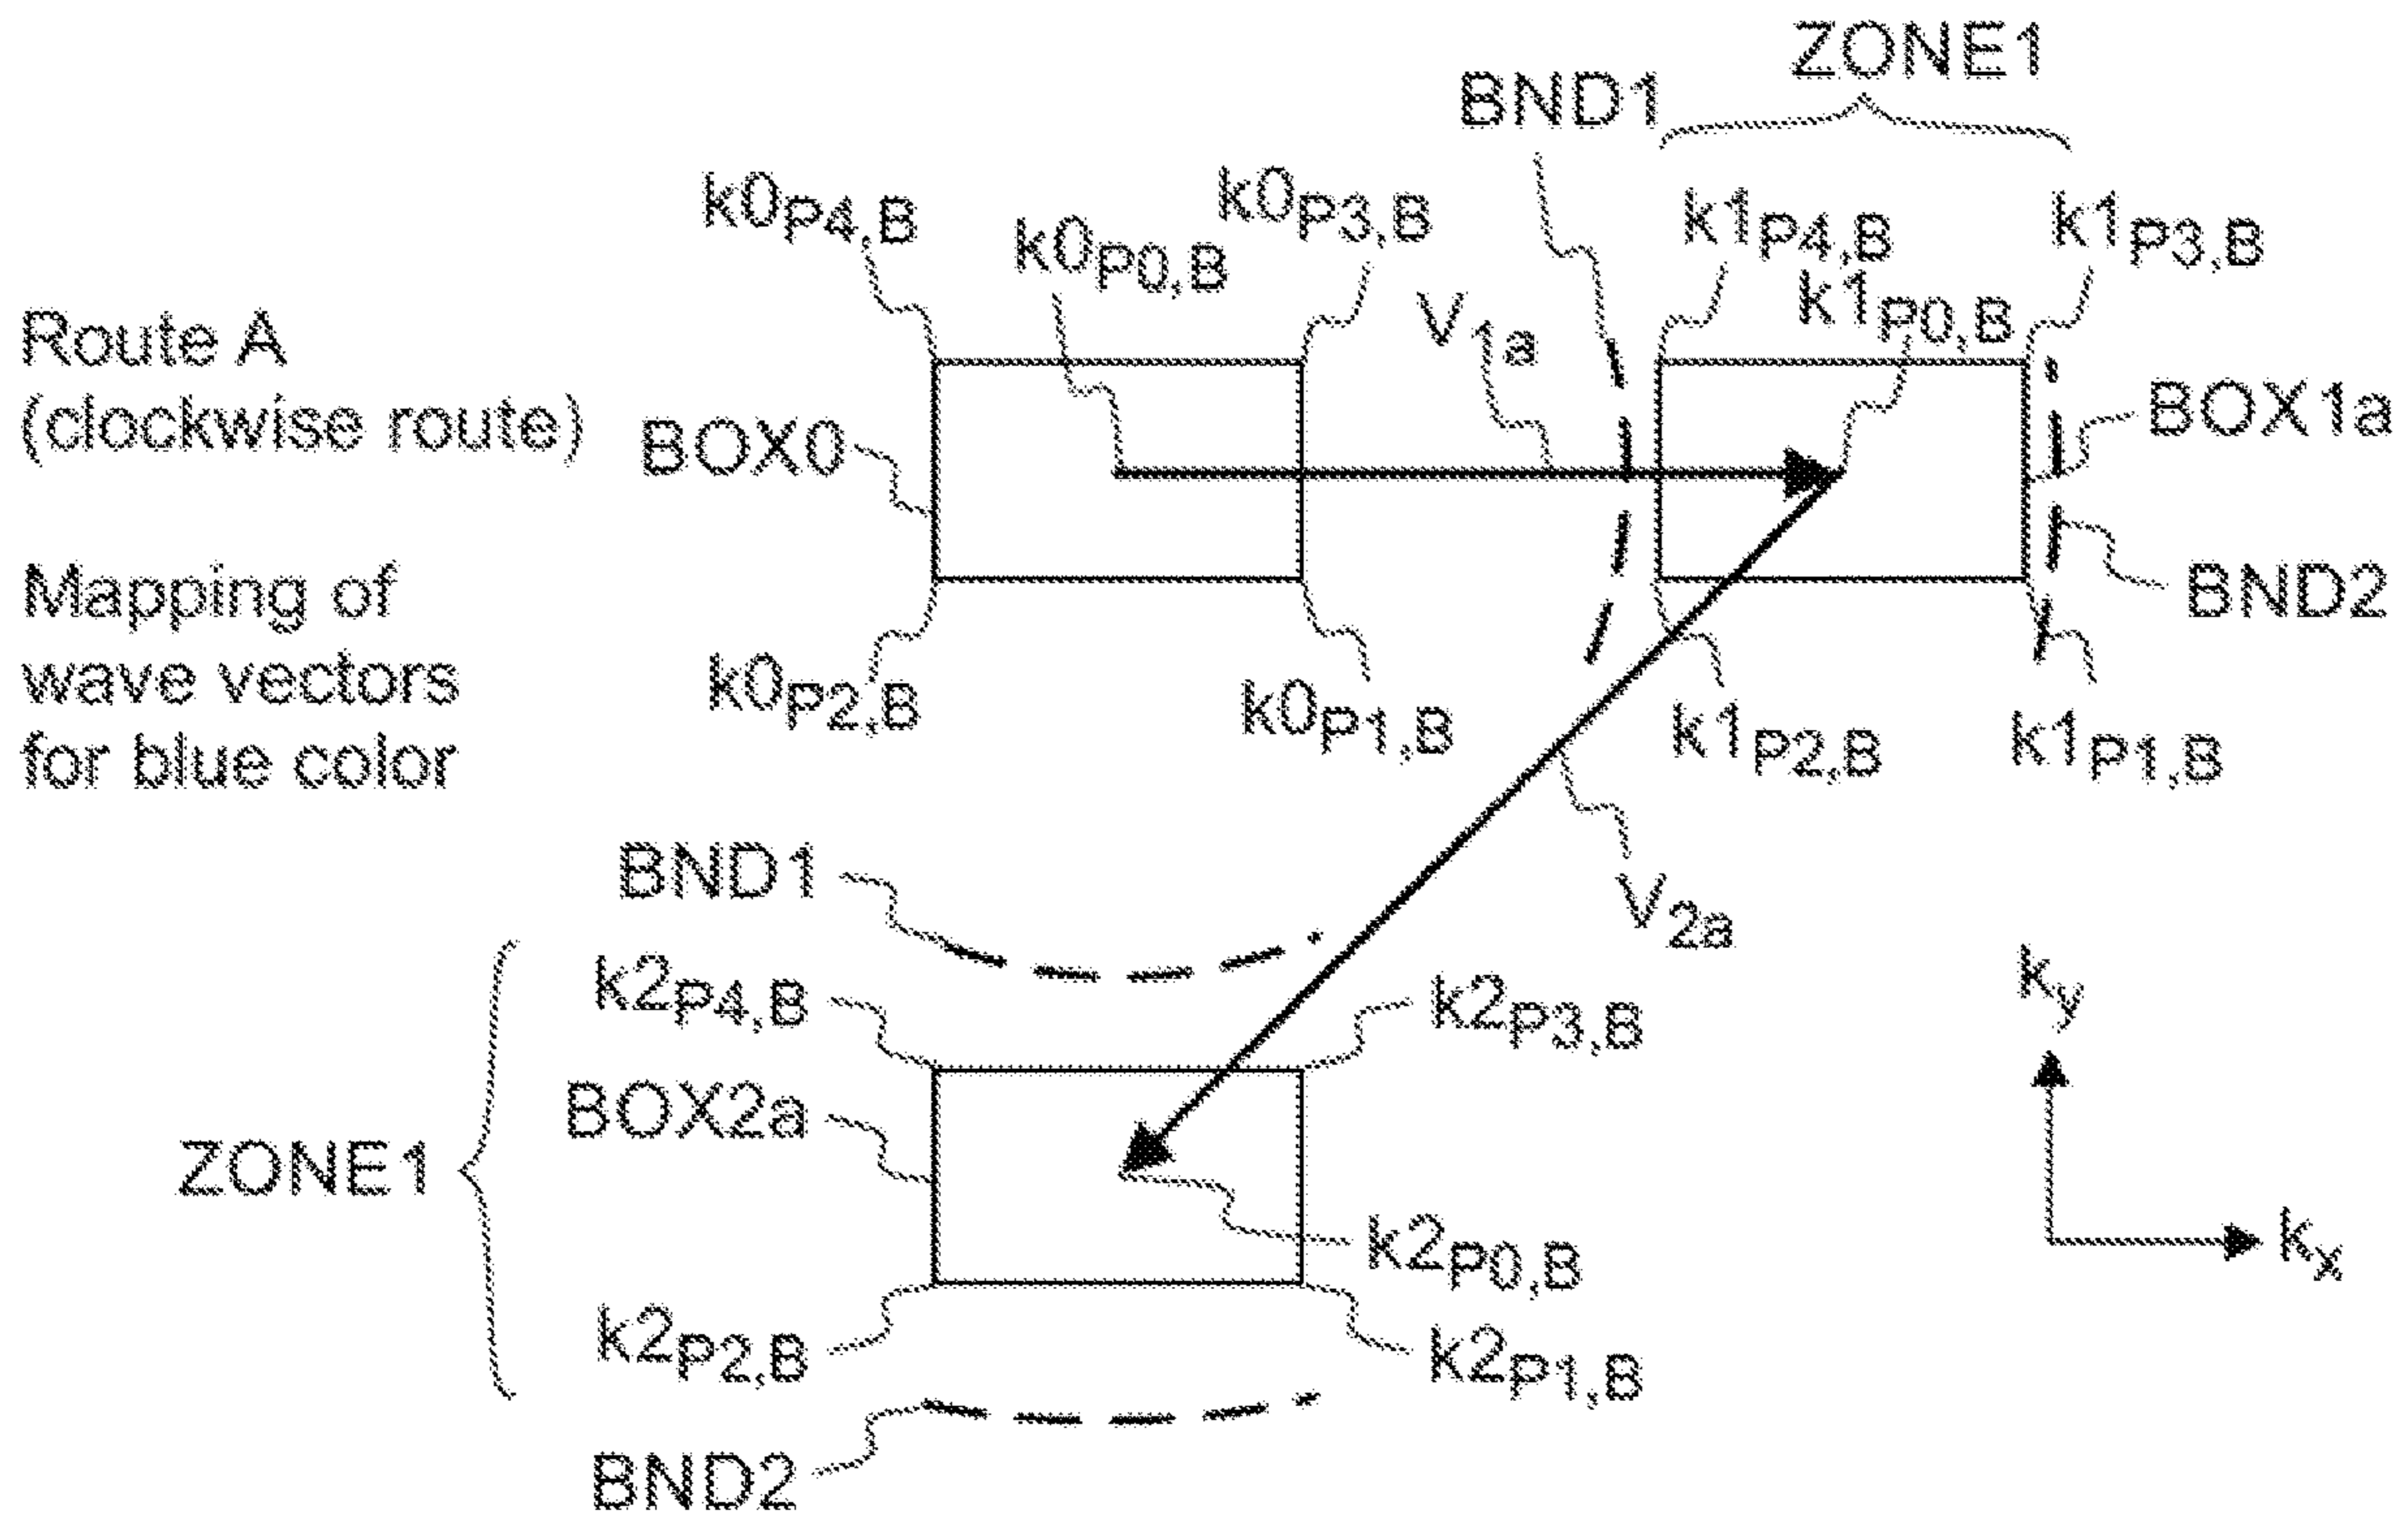 ZONE1
BND1
k0P4,B
k0P0,B
k0P3,B
k1P4,B
k1P3,B
k1P0,B
V1a
Route A
(clockwise route)
BOX0
BOX1a
BND2
Mapping of
wave vectors
for blue color
k0P2,B
k0P1,B
k1P2,B
k1P1,B
BND1
V2a
k2P4,B
k2P3,B
ky
BOX2a
ZONE1
k2P0,B
kx
k2P2,B
k2P1,B
BND2